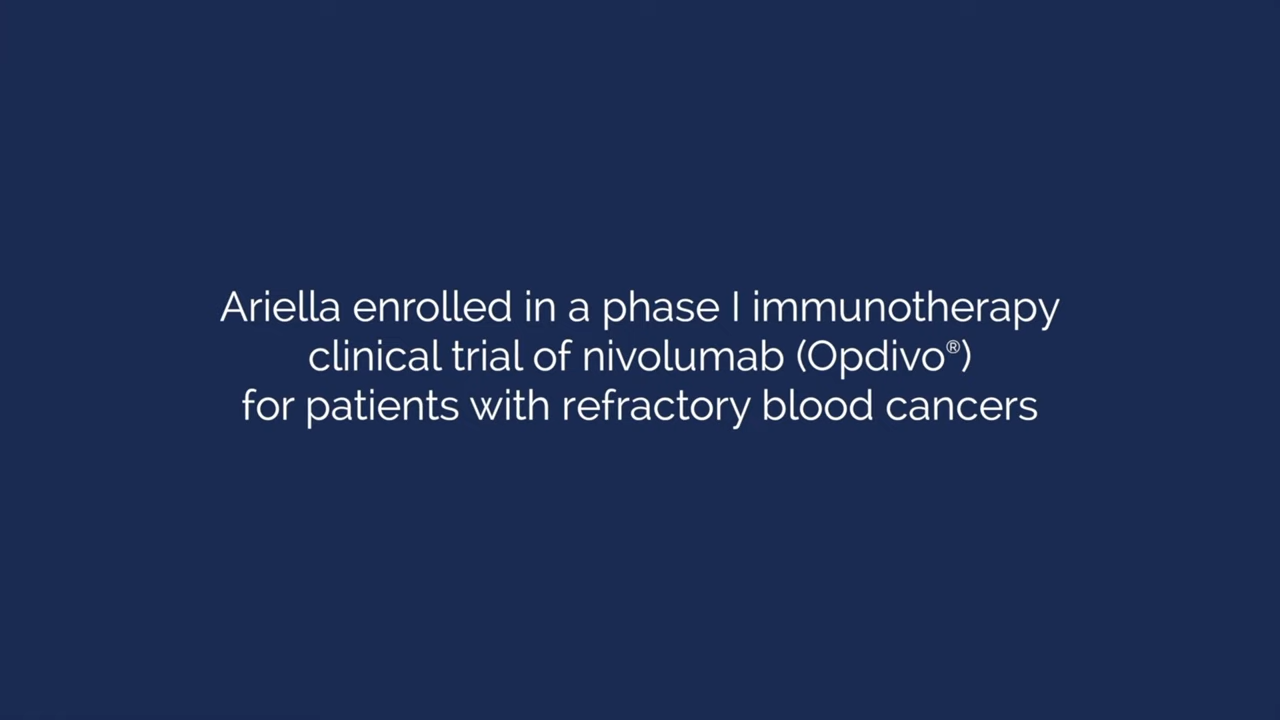 Ariella enrolled in a phase I immunotherapy
clinical trial of nivolumab (Opdivo®)
for patients with refractory blood cancers